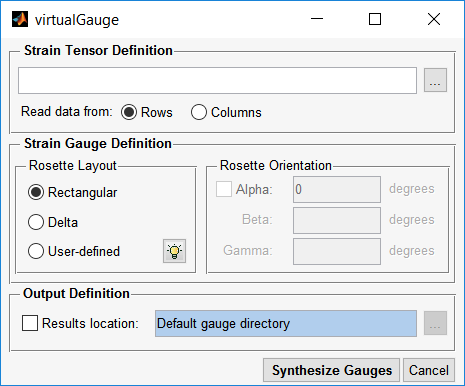 virtualGauge
Strain Tensor Definition
...
Read data from: Rows Columns
Strain Gauge Definition
Rosette Layout
Rectangular
Delta
User-defined
Rosette Orientation
Alpha: 0 degrees
Beta: degrees
Gamma: degrees
Output Definition
Results location: Default gauge directory ...
Synthesize Gauges Cancel